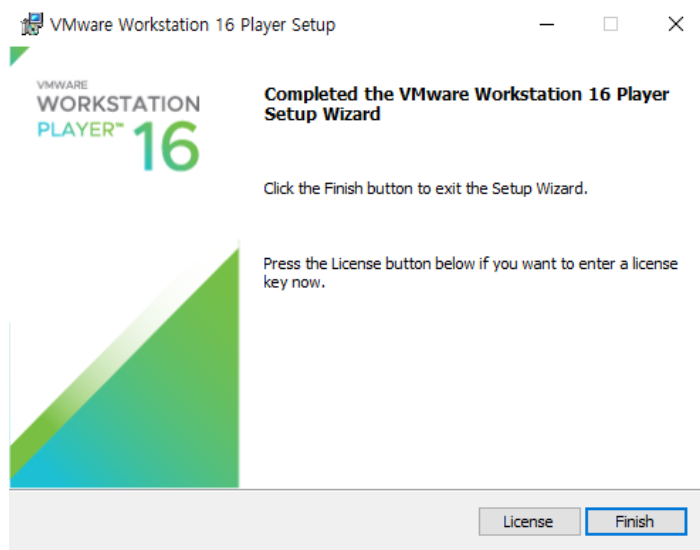 VMware Workstation 16 Player Setup
VMWARE
WORKSTATION
PLAYER™ 16
Completed the VMware Workstation 16 Player
Setup Wizard
Click the Finish button to exit the Setup Wizard.
Press the License button below if you want to enter a license
key now.
License
Finish